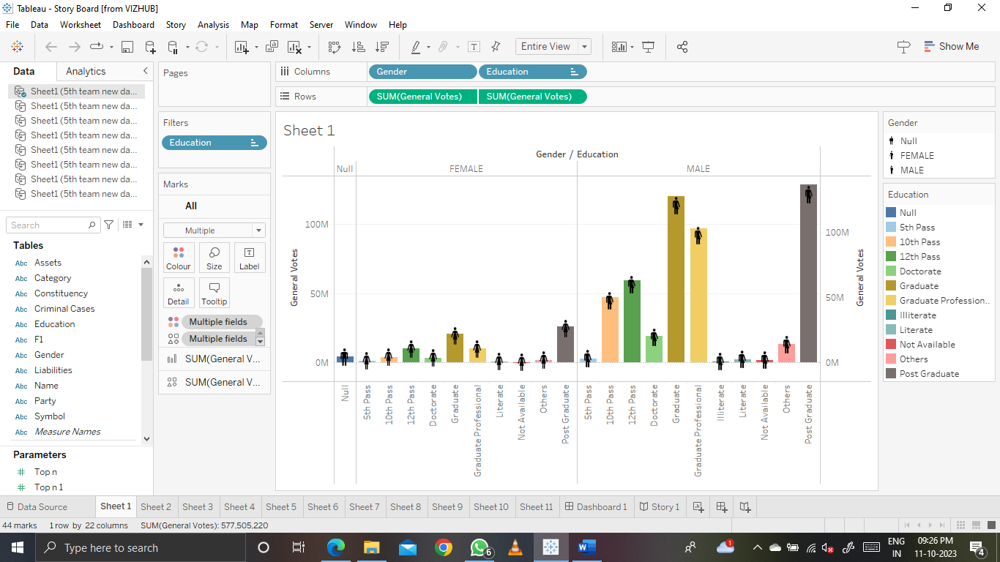 Tableau - Story Board [from VIZHUB]
File Data Worksheet Dashboard Story Analysis Map Format Server Window Help
Entire View
Show Me
Data Analytics
Sheet1 (5th team new da...
Sheet1 (5th team new da...
Sheet1 (5th team new da...
Sheet1 (5th team new da...
Sheet1 (5th team new da...
Sheet1 (5th team new da...
Sheet1 (5th team new da...
Sheet1 (5th team new da...
Search
Tables
Abc Assets
Abc Category
Abc Constituency
Abc Criminal Cases
Abc Education
Abc F1
Abc Gender
Abc Liabilities
Abc Name
Abc Party
Abc Symbol
Abc Measure Names
Parameters
# Top n
# Top n 1
Pages
Filters
Education
Marks
All
Multiple
Colour Size Label
Detail Tooltip
Multiple fields
Multiple fields
SUM(General V...
SUM(General V...
Columns Gender Education
Rows SUM(General Votes) SUM(General Votes)
Sheet 1
Gender / Education
Null FEMALE MALE
General Votes
100M
50M
0M
General Votes
100M
50M
0M
Null
5th Pass
10th Pass
12th Pass
Doctorate
Graduate
Graduate Professional
Literate
Not Available
Others
Post Graduate
5th Pass
10th Pass
12th Pass
Doctorate
Graduate
Graduate Professional
Illiterate
Literate
Not Available
Others
Post Graduate
Gender
Null
FEMALE
MALE
Education
Null
5th Pass
10th Pass
12th Pass
Doctorate
Graduate
Graduate Profession..
Illiterate
Literate
Not Available
Others
Post Graduate
Data Source Sheet 1 Sheet 2 Sheet 3 Sheet 4 Sheet 5 Sheet 6 Sheet 7 Sheet 8 Sheet 9 Sheet 10 Sheet 11 Dashboard 1 Story 1
44 marks 1 row by 22 columns SUM(General Votes): 577,505,220
Type here to search
6
W
1
ENG
IN
09:26 PM
11-10-2023
4